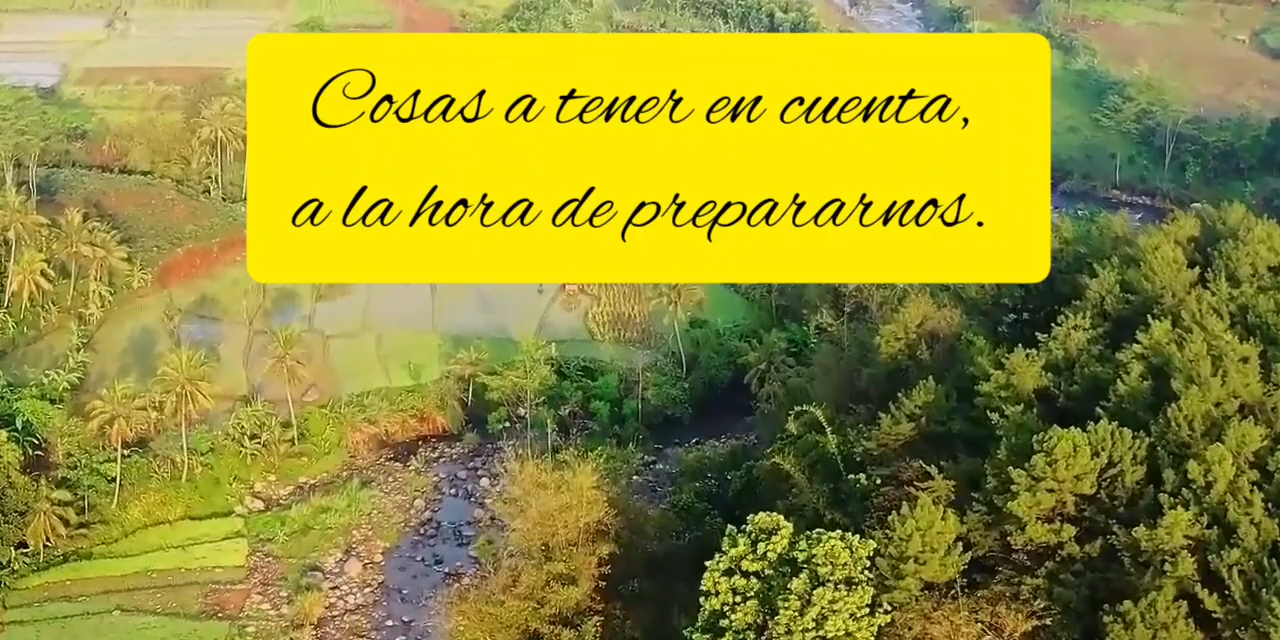 Cosas a tener en cuenta,
a la hora de prepararnos.